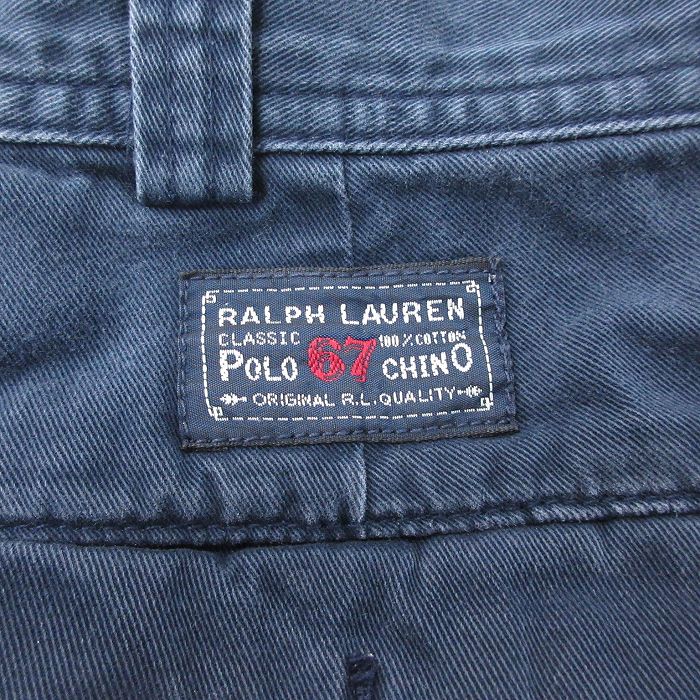 RALPH LAUREN
CLASSIC 67 100% COTTON
POLO CHINO
ORIGINAL R.L. QUALITY